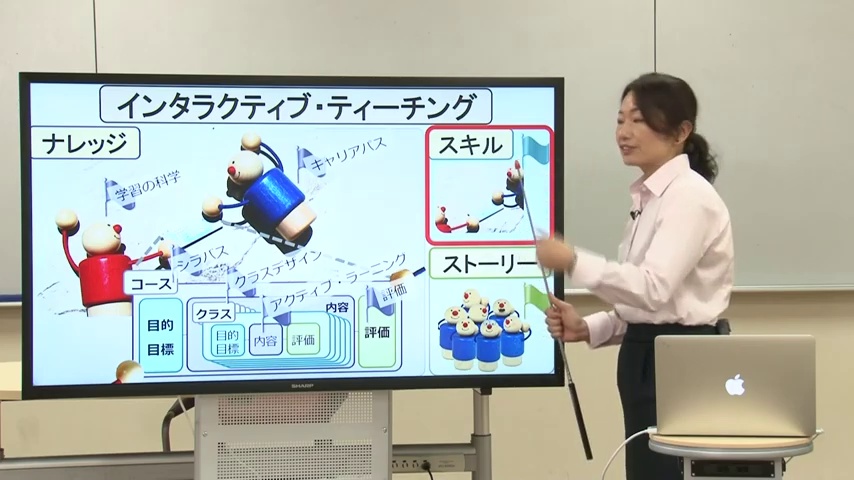 インタラクティブ・ティーチング
ナレッジ
スキル
キャリアパス
学習の科学
シラバス
クラスデザイン
アクティブ・ラーニング
評価
ストーリー
コース
目的
目標
クラス
内容
目的
目標
内容
評価
評価
SHARP